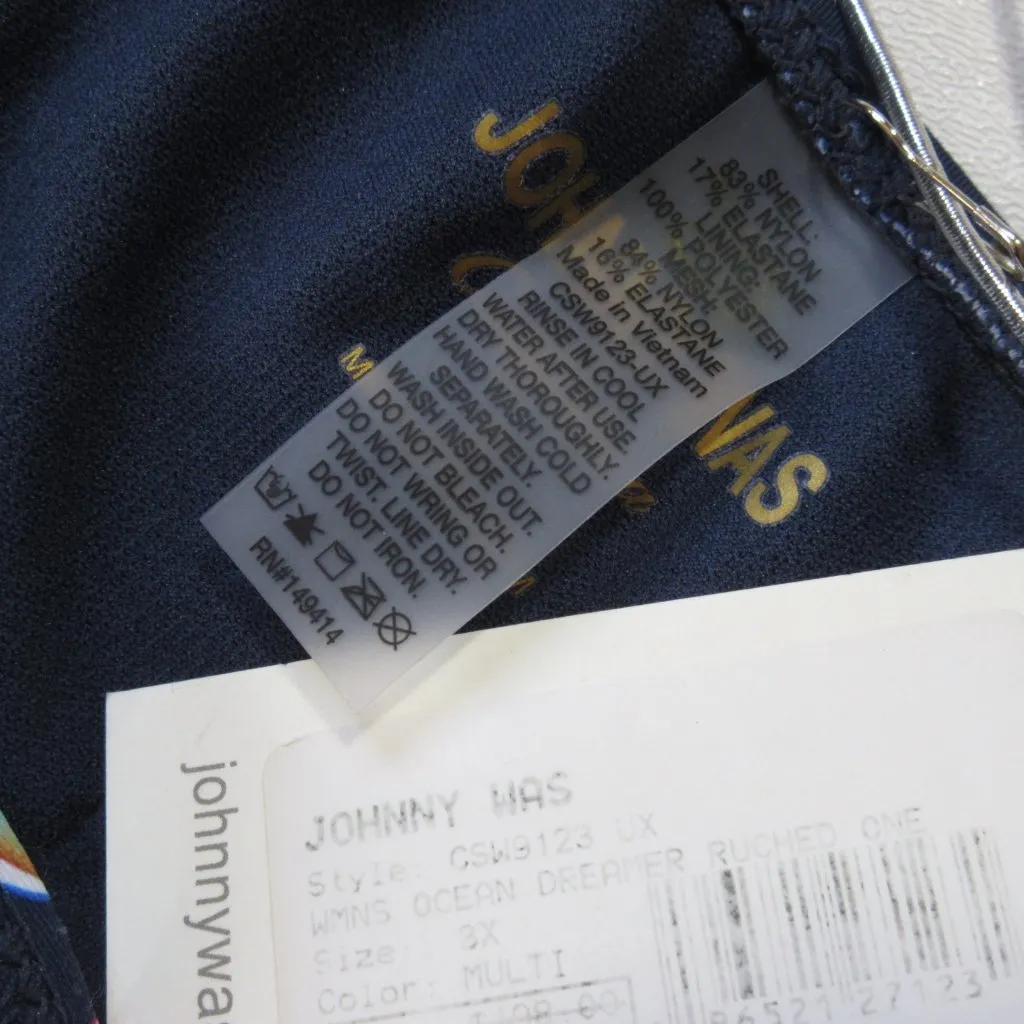 JOHN WAS
SHELL:
83% NYLON
17% ELASTANE
LINING:
100% POLYESTER
MESH:
84% NYLON
16% ELASTANE
Made in Vietnam
CSW9123-UX
RINSE IN COOL
WATER AFTER USE.
DRY THOROUGHLY.
HAND WASH COLD
SEPARATELY.
WASH INSIDE OUT.
DO NOT BLEACH.
DO NOT WRING OR
TWIST. LINE DRY.
DO NOT IRON.
RN#149414
johnnywas
JOHNNY WAS
Style: CSW9123 UX
WMNS OCEAN DREAMER RUCHED ONE
Size: 3X
Color: MULTI